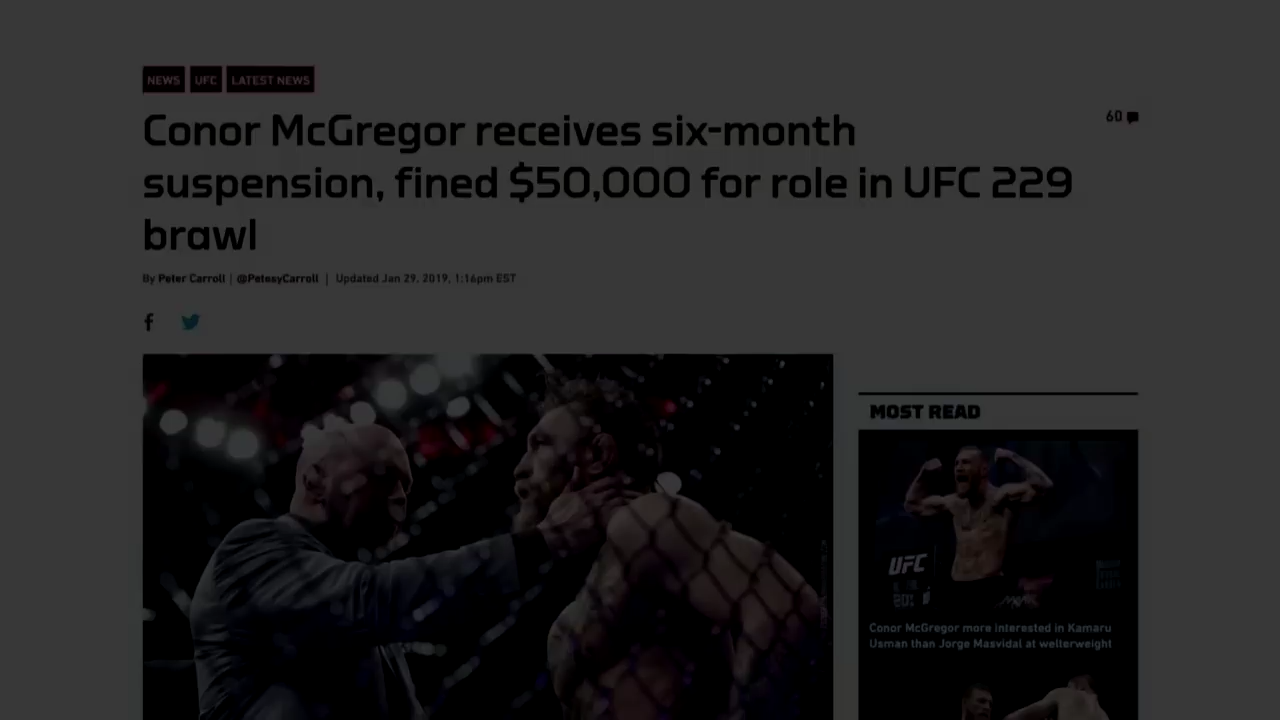 NEWS UFC LATEST NEWS
60
Conor McGregor receives six-month
suspension, fined $50,000 for role in UFC 229
brawl
By Peter Carroll | @PetesyCarroll | Updated Jan 29, 2019, 1:16pm EST
MOST READ
UFC
Conor McGregor more interested in Kamaru
Usman than Jorge Masvidal at welterweight